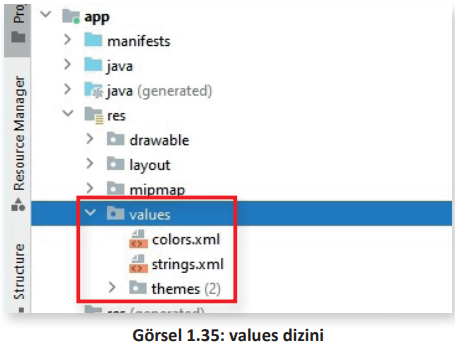 Pro
app
manifests
java
java (generated)
res
drawable
layout
mipmap
values
colors.xml
strings.xml
themes (2)
res (generated)
Resource Manager
Structure
Görsel 1.35: values dizini